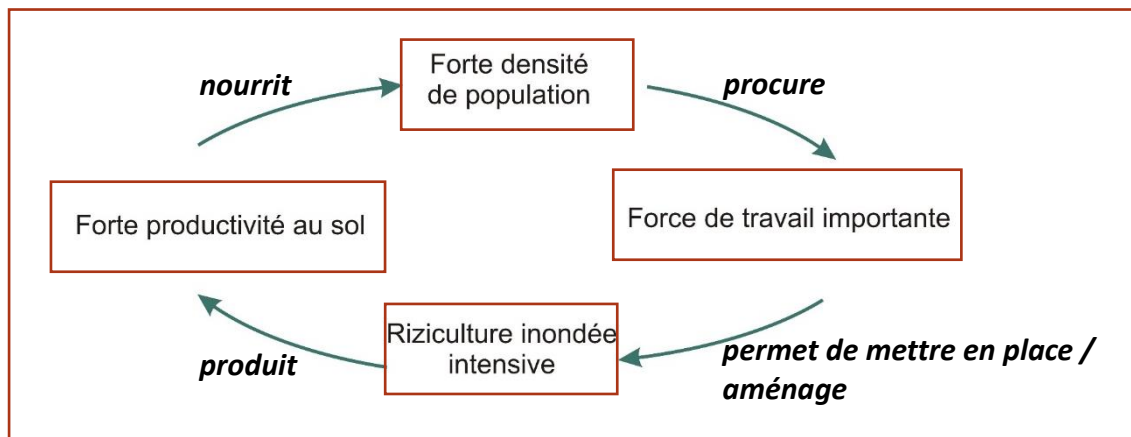 nourrit
Forte densité
de population
procure
Forte productivité au sol
Force de travail importante
produit
Riziculture inondée
intensive
permet de mettre en place /
aménage